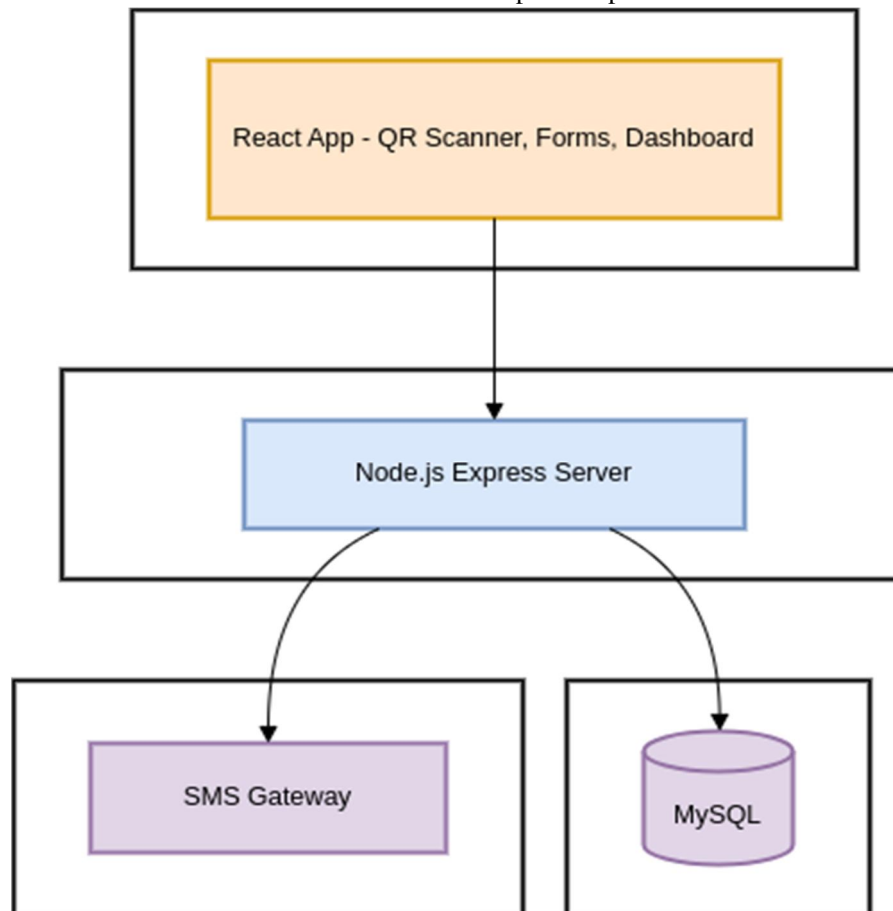 React App - QR Scanner, Forms, Dashboard
Node.js Express Server
SMS Gateway
MySQL